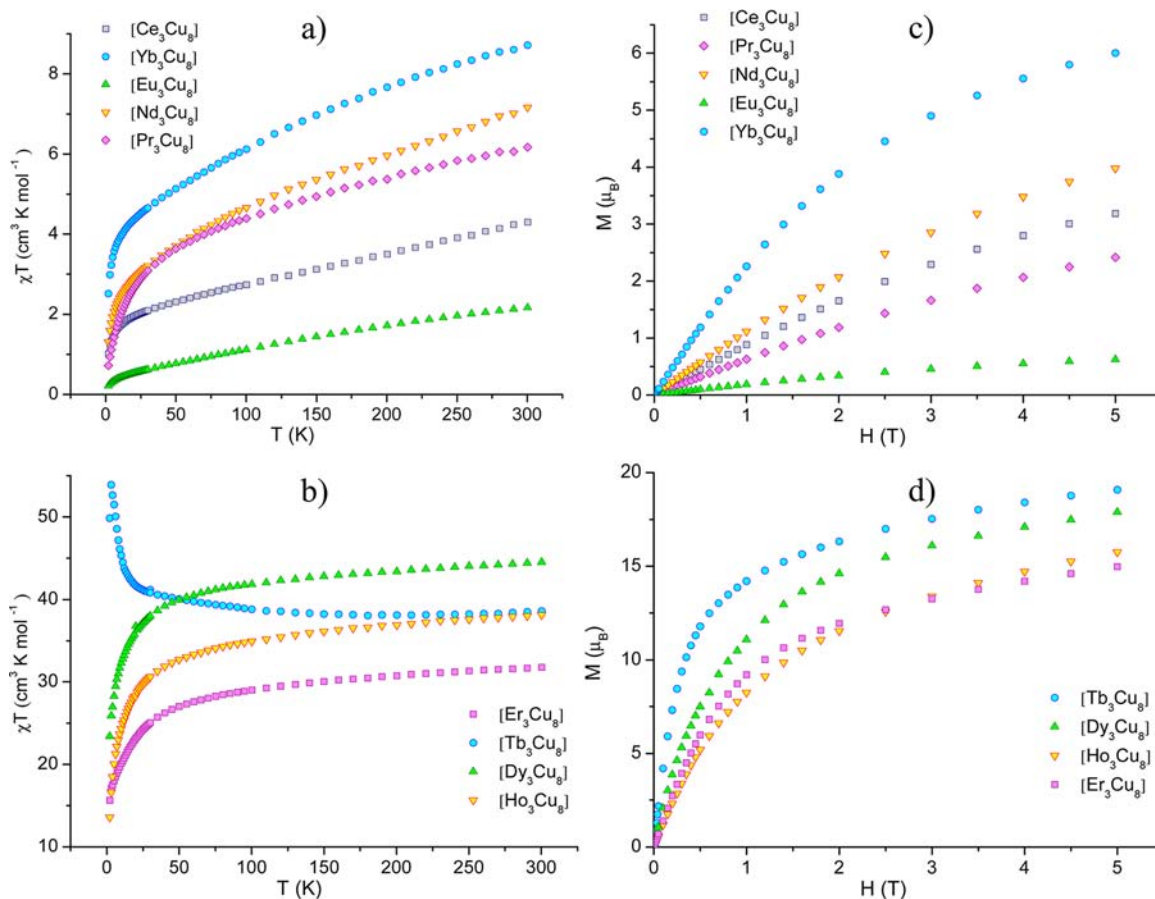 a)
[Ce₃Cu₈]
[Yb₃Cu₈]
[Eu₃Cu₈]
[Nd₃Cu₈]
[Pr₃Cu₈]
8
6
4
2
0
χT (cm³ K mol⁻¹)
0 50 100 150 200 250 300
T (K)
c)
[Ce₃Cu₈]
[Pr₃Cu₈]
[Nd₃Cu₈]
[Eu₃Cu₈]
[Yb₃Cu₈]
6
5
4
3
2
1
0
M (μB)
0 1 2 3 4 5
H (T)
b)
50
40
30
20
10
χT (cm³ K mol⁻¹)
[Er₃Cu₈]
[Tb₃Cu₈]
[Dy₃Cu₈]
[Ho₃Cu₈]
0 50 100 150 200 250 300
T (K)
d)
20
15
10
5
0
M (μB)
[Tb₃Cu₈]
[Dy₃Cu₈]
[Ho₃Cu₈]
[Er₃Cu₈]
0 1 2 3 4 5
H (T)